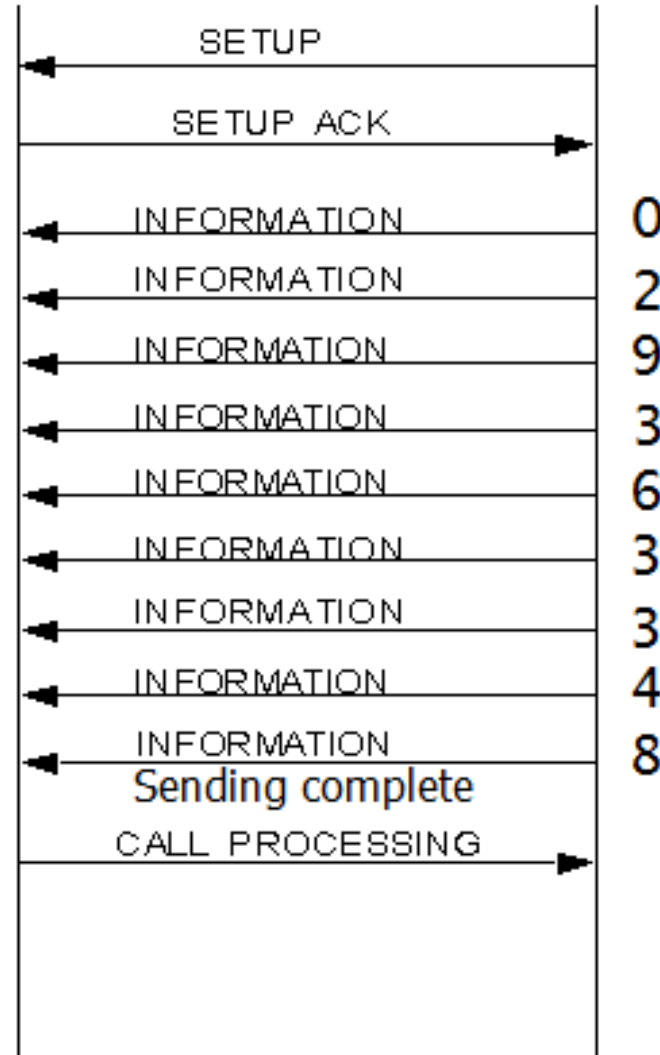 SETUP
SETUP ACK
INFORMATION 0
INFORMATION 2
INFORMATION 9
INFORMATION 3
INFORMATION 6
INFORMATION 3
INFORMATION 3
INFORMATION 4
INFORMATION 8
Sending complete
CALL PROCESSING